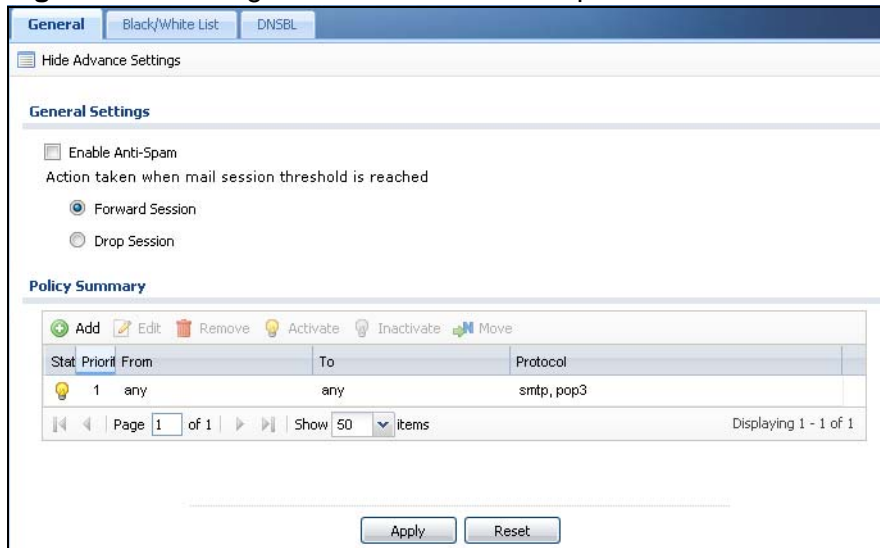 General Black/White List DNSBL
Hide Advance Settings
General Settings
Enable Anti-Spam
Action taken when mail session threshold is reached
Forward Session
Drop Session
Policy Summary
Add Edit Remove Activate Inactivate Move
Stat Priorit From To Protocol
1 any any smtp, pop3
Page 1 of 1 Show 50 items Displaying 1 - 1 of 1
Apply Reset